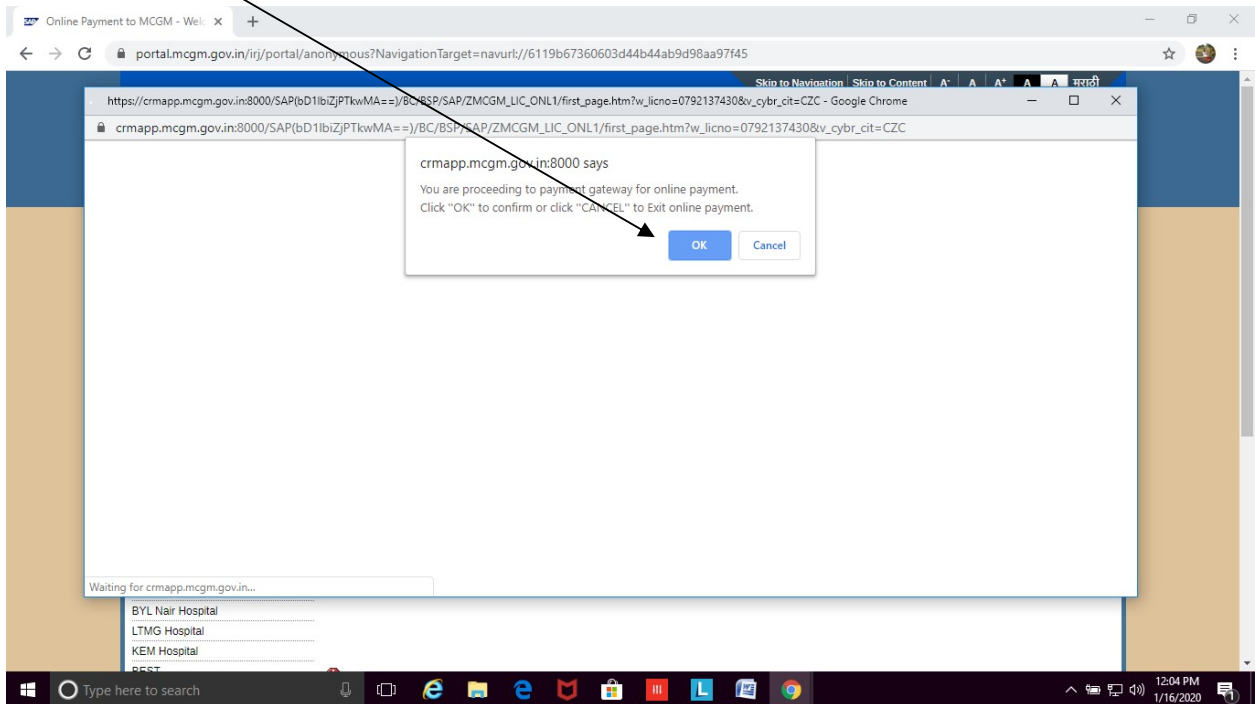 Online Payment to MCGM - Welc
portal.mcgm.gov.in/irj/portal/anonymous?NavigationTarget=navurl://6119b67360603d44b44ab9d98aa97f45
Skip to Navigation Skip to Content A- A A+ A A मराठी
https://crmapp.mcgm.gov.in:8000/SAP(bD1lbiZjPTkwMA==)/BC/BSP/SAP/ZMCGM_LIC_ONL1/first_page.htm?w_licno=0792137430&v_cybr_cit=CZC - Google Chrome
crmapp.mcgm.gov.in:8000/SAP(bD1lbiZjPTkwMA==)/BC/BSP/SAP/ZMCGM_LIC_ONL1/first_page.htm?w_licno=0792137430&v_cybr_cit=CZC
crmapp.mcgm.gov.in:8000 says
You are proceeding to payment gateway for online payment.
Click "OK" to confirm or click "CANCEL" to Exit online payment.
OK Cancel
Waiting for crmapp.mcgm.gov.in...
BYL Nair Hospital
LTMG Hospital
KEM Hospital
BEST
Type here to search
12:04 PM
1/16/2020